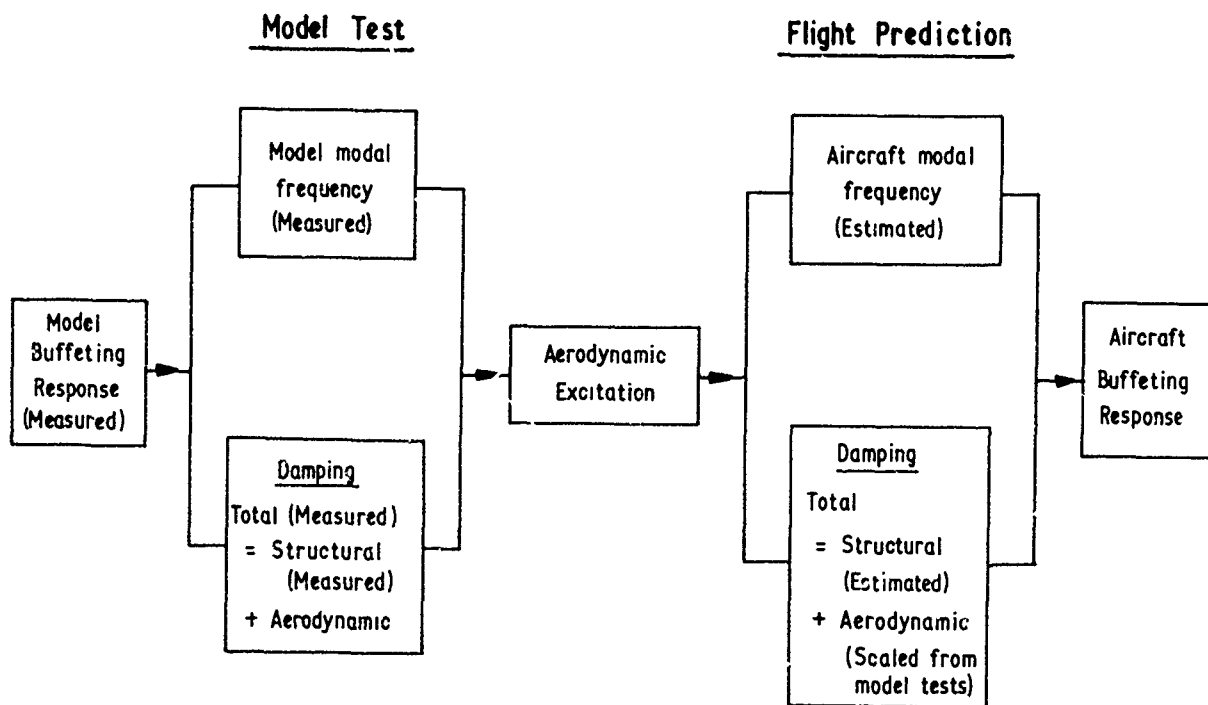 Model Test
Flight Prediction
Model modal
frequency
(Measured)
Aircraft modal
frequency
(Estimated)
Model
Buffeting
Response
(Measured)
Aerodynamic
Excitation
Aircraft
Buffeting
Response
Damping
Total (Measured)
= Structural
(Measured)
+ Aerodynamic
Damping
Total
= Structural
(Estimated)
+ Aerodynamic
(Scaled from
model tests)